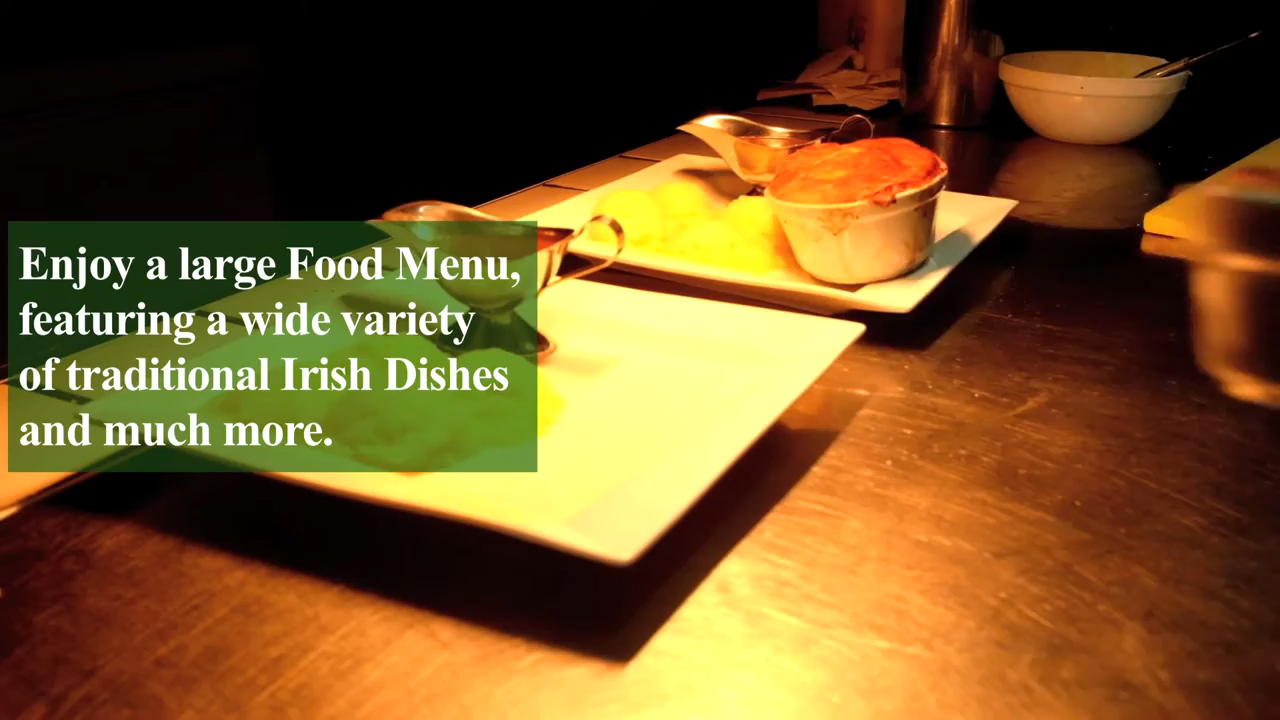 Enjoy a large Food Menu,
featuring a wide variety
of traditional Irish Dishes
and much more.